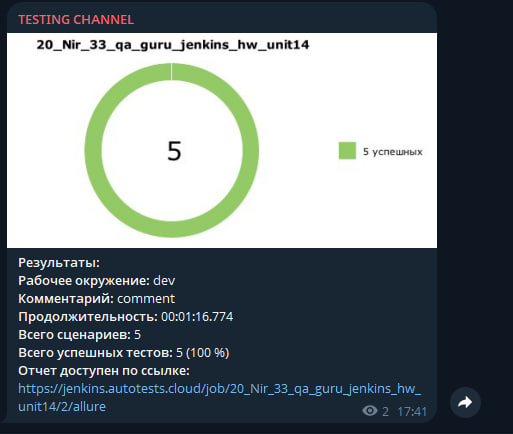 TESTING CHANNEL
20_Nir_33_qa_guru_jenkins_hw_unit14
5
5 успешных
Результаты:
Рабочее окружение: dev
Комментарий: comment
Продолжительность: 00:01:16.774
Всего сценариев: 5
Всего успешных тестов: 5 (100 %)
Отчет доступен по ссылке:
https://jenkins.autotests.cloud/job/20_Nir_33_qa_guru_jenkins_hw_
unit14/2/allure
2 17:41